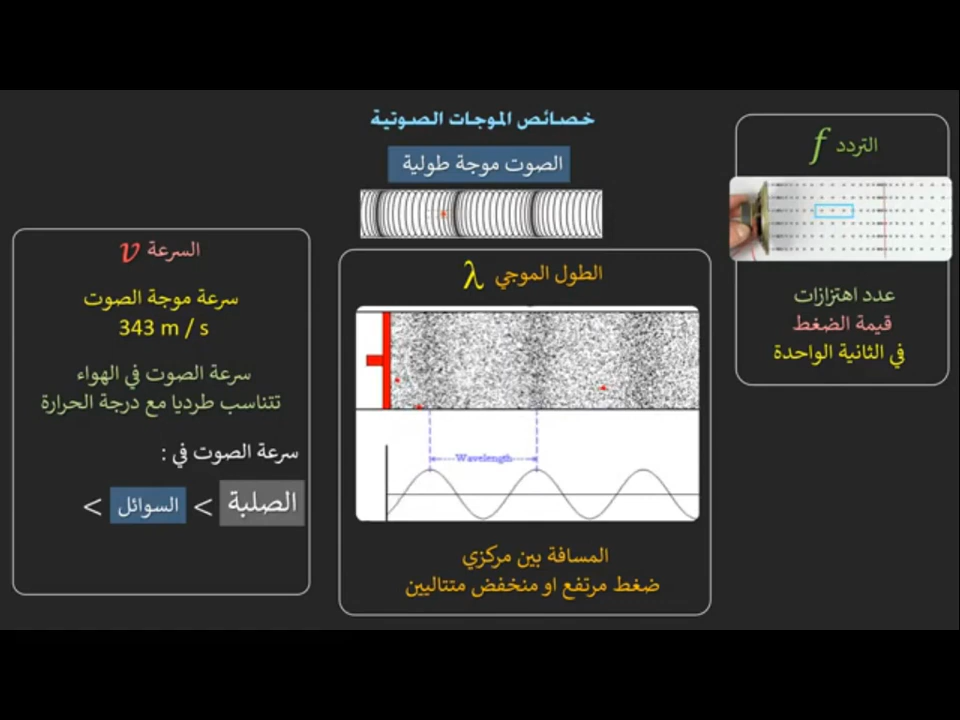 خصائص الموجات الصوتية
الصوت موجة طولية
التردد f
عدد اهتزازات
قيمة الضغط
في الثانية الواحدة
الطول الموجي λ
Wavelength
المسافة بين مركزي
ضغط مرتفع او منخفض متتاليين
السرعة v
سرعة موجة الصوت
343 m / s
سرعة الصوت في الهواء
تتناسب طرديا مع درجة الحرارة
سرعة الصوت في :
الصلبة > السوائل >